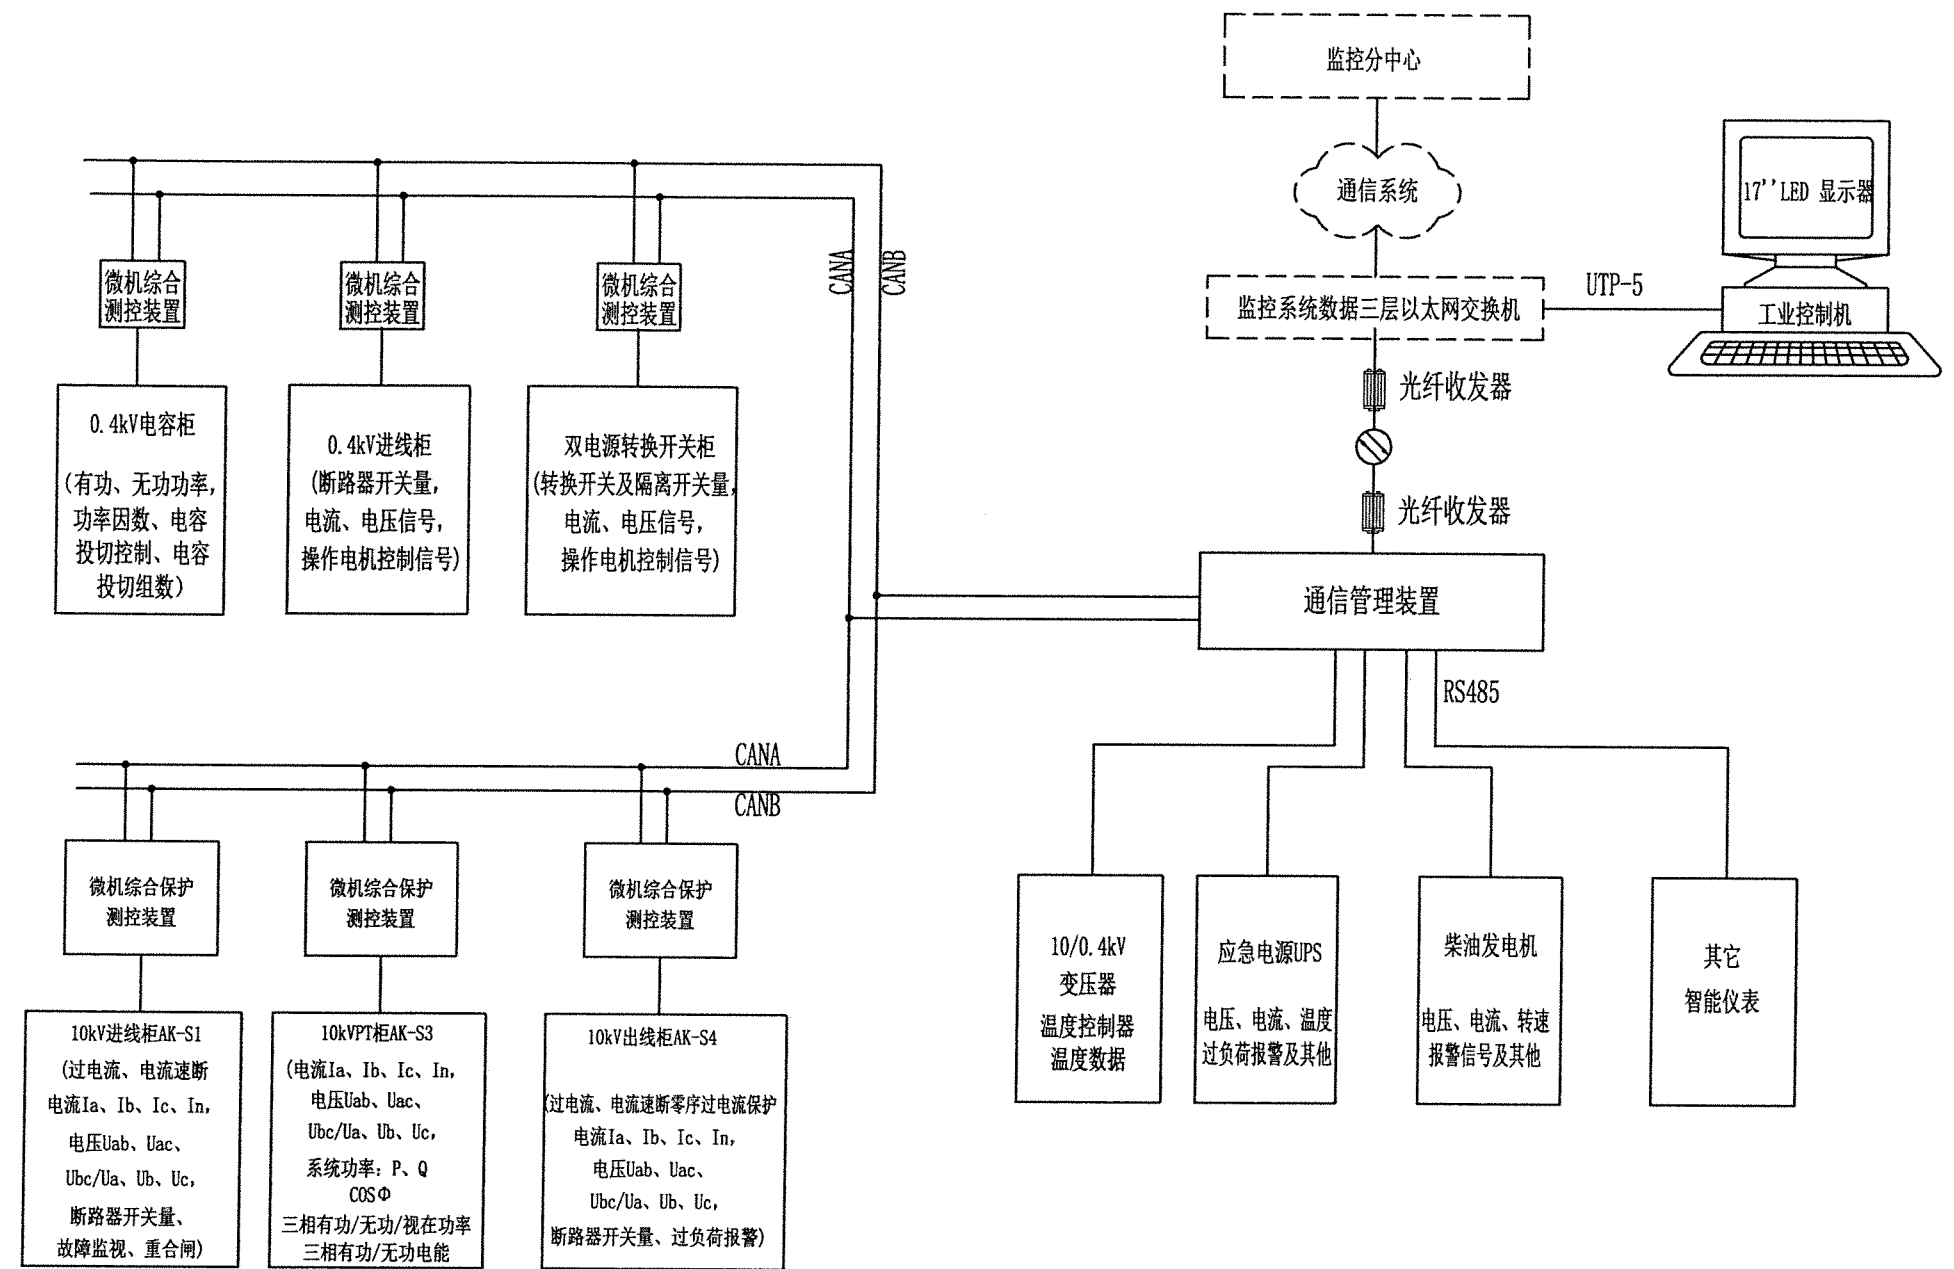 监控分中心
通信系统
17''LED 显示器
监控系统数据三层以太网交换机
UTP-5
工业控制机
光纤收发器
光纤收发器
通信管理装置
RS485
CANA
CANB
微机综合
测控装置
微机综合
测控装置
微机综合
测控装置
0.4kV电容柜
(有功、无功功率,
功率因数、电容
投切控制、电容
投切组数)
0.4kV进线柜
(断路器开关量,
电流、电压信号,
操作电机控制信号)
双电源转换开关柜
(转换开关及隔离开关量,
电流、电压信号,
操作电机控制信号)
CANA
CANB
微机综合保护
测控装置
微机综合保护
测控装置
微机综合保护
测控装置
10kV进线柜AK-S1
(过电流、电流速断
电流Ia、Ib、Ic、In,
电压Uab、Uac、
Ubc/Ua、Ub、Uc,
断路器开关量、
故障监视、重合闸)
10kVPT柜AK-S3
(电流Ia、Ib、Ic、In,
电压Uab、Uac、
Ubc/Ua、Ub、Uc,
系统功率: P、Q
COSΦ
三相有功/无功/视在功率
三相有功/无功电能
10kV出线柜AK-S4
(过电流、电流速断零序过电流保护
电流Ia、Ib、Ic、In,
电压Uab、Uac、
Ubc/Ua、Ub、Uc,
断路器开关量、过负荷报警)
10/0.4kV
变压器
温度控制器
温度数据
应急电源UPS
电压、电流、温度
过负荷报警及其他
柴油发电机
电压、电流、转速
报警信号及其他
其它
智能仪表